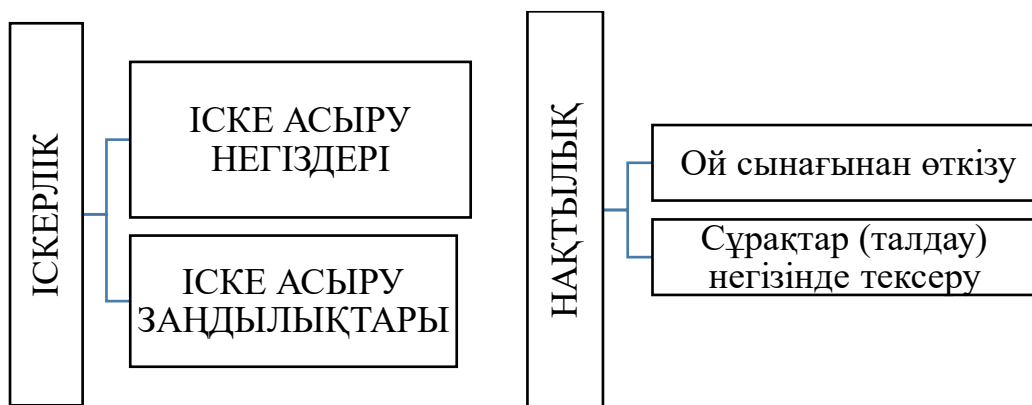 ІСКЕРЛІК
ІСКЕ АСЫРУ
НЕГІЗДЕРІ
ІСКЕ АСЫРУ
ЗАҢДЫЛЫҚТАРЫ
НАҚТЫЛЫҚ
Ой сынағынан өткізу
Сұрақтар (талдау)
негізінде тексеру